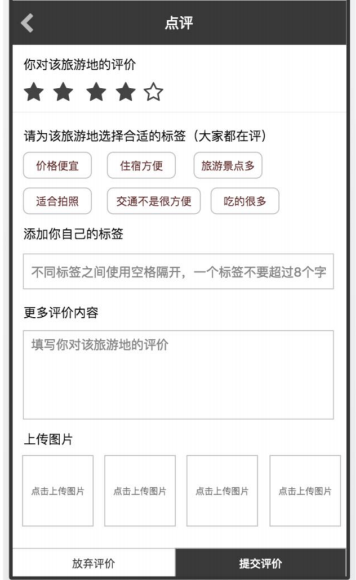 点评
你对该旅游地的评价
请为该旅游地选择合适的标签（大家都在评）
价格便宜 住宿方便 旅游景点多
适合拍照 交通不是很方便 吃的很多
添加你自己的标签
不同标签之间使用空格隔开，一个标签不要超过8个字
更多评价内容
填写你对该旅游地的评价
上传图片
点击上传图片 点击上传图片 点击上传图片 点击上传图片
放弃评价 提交评价